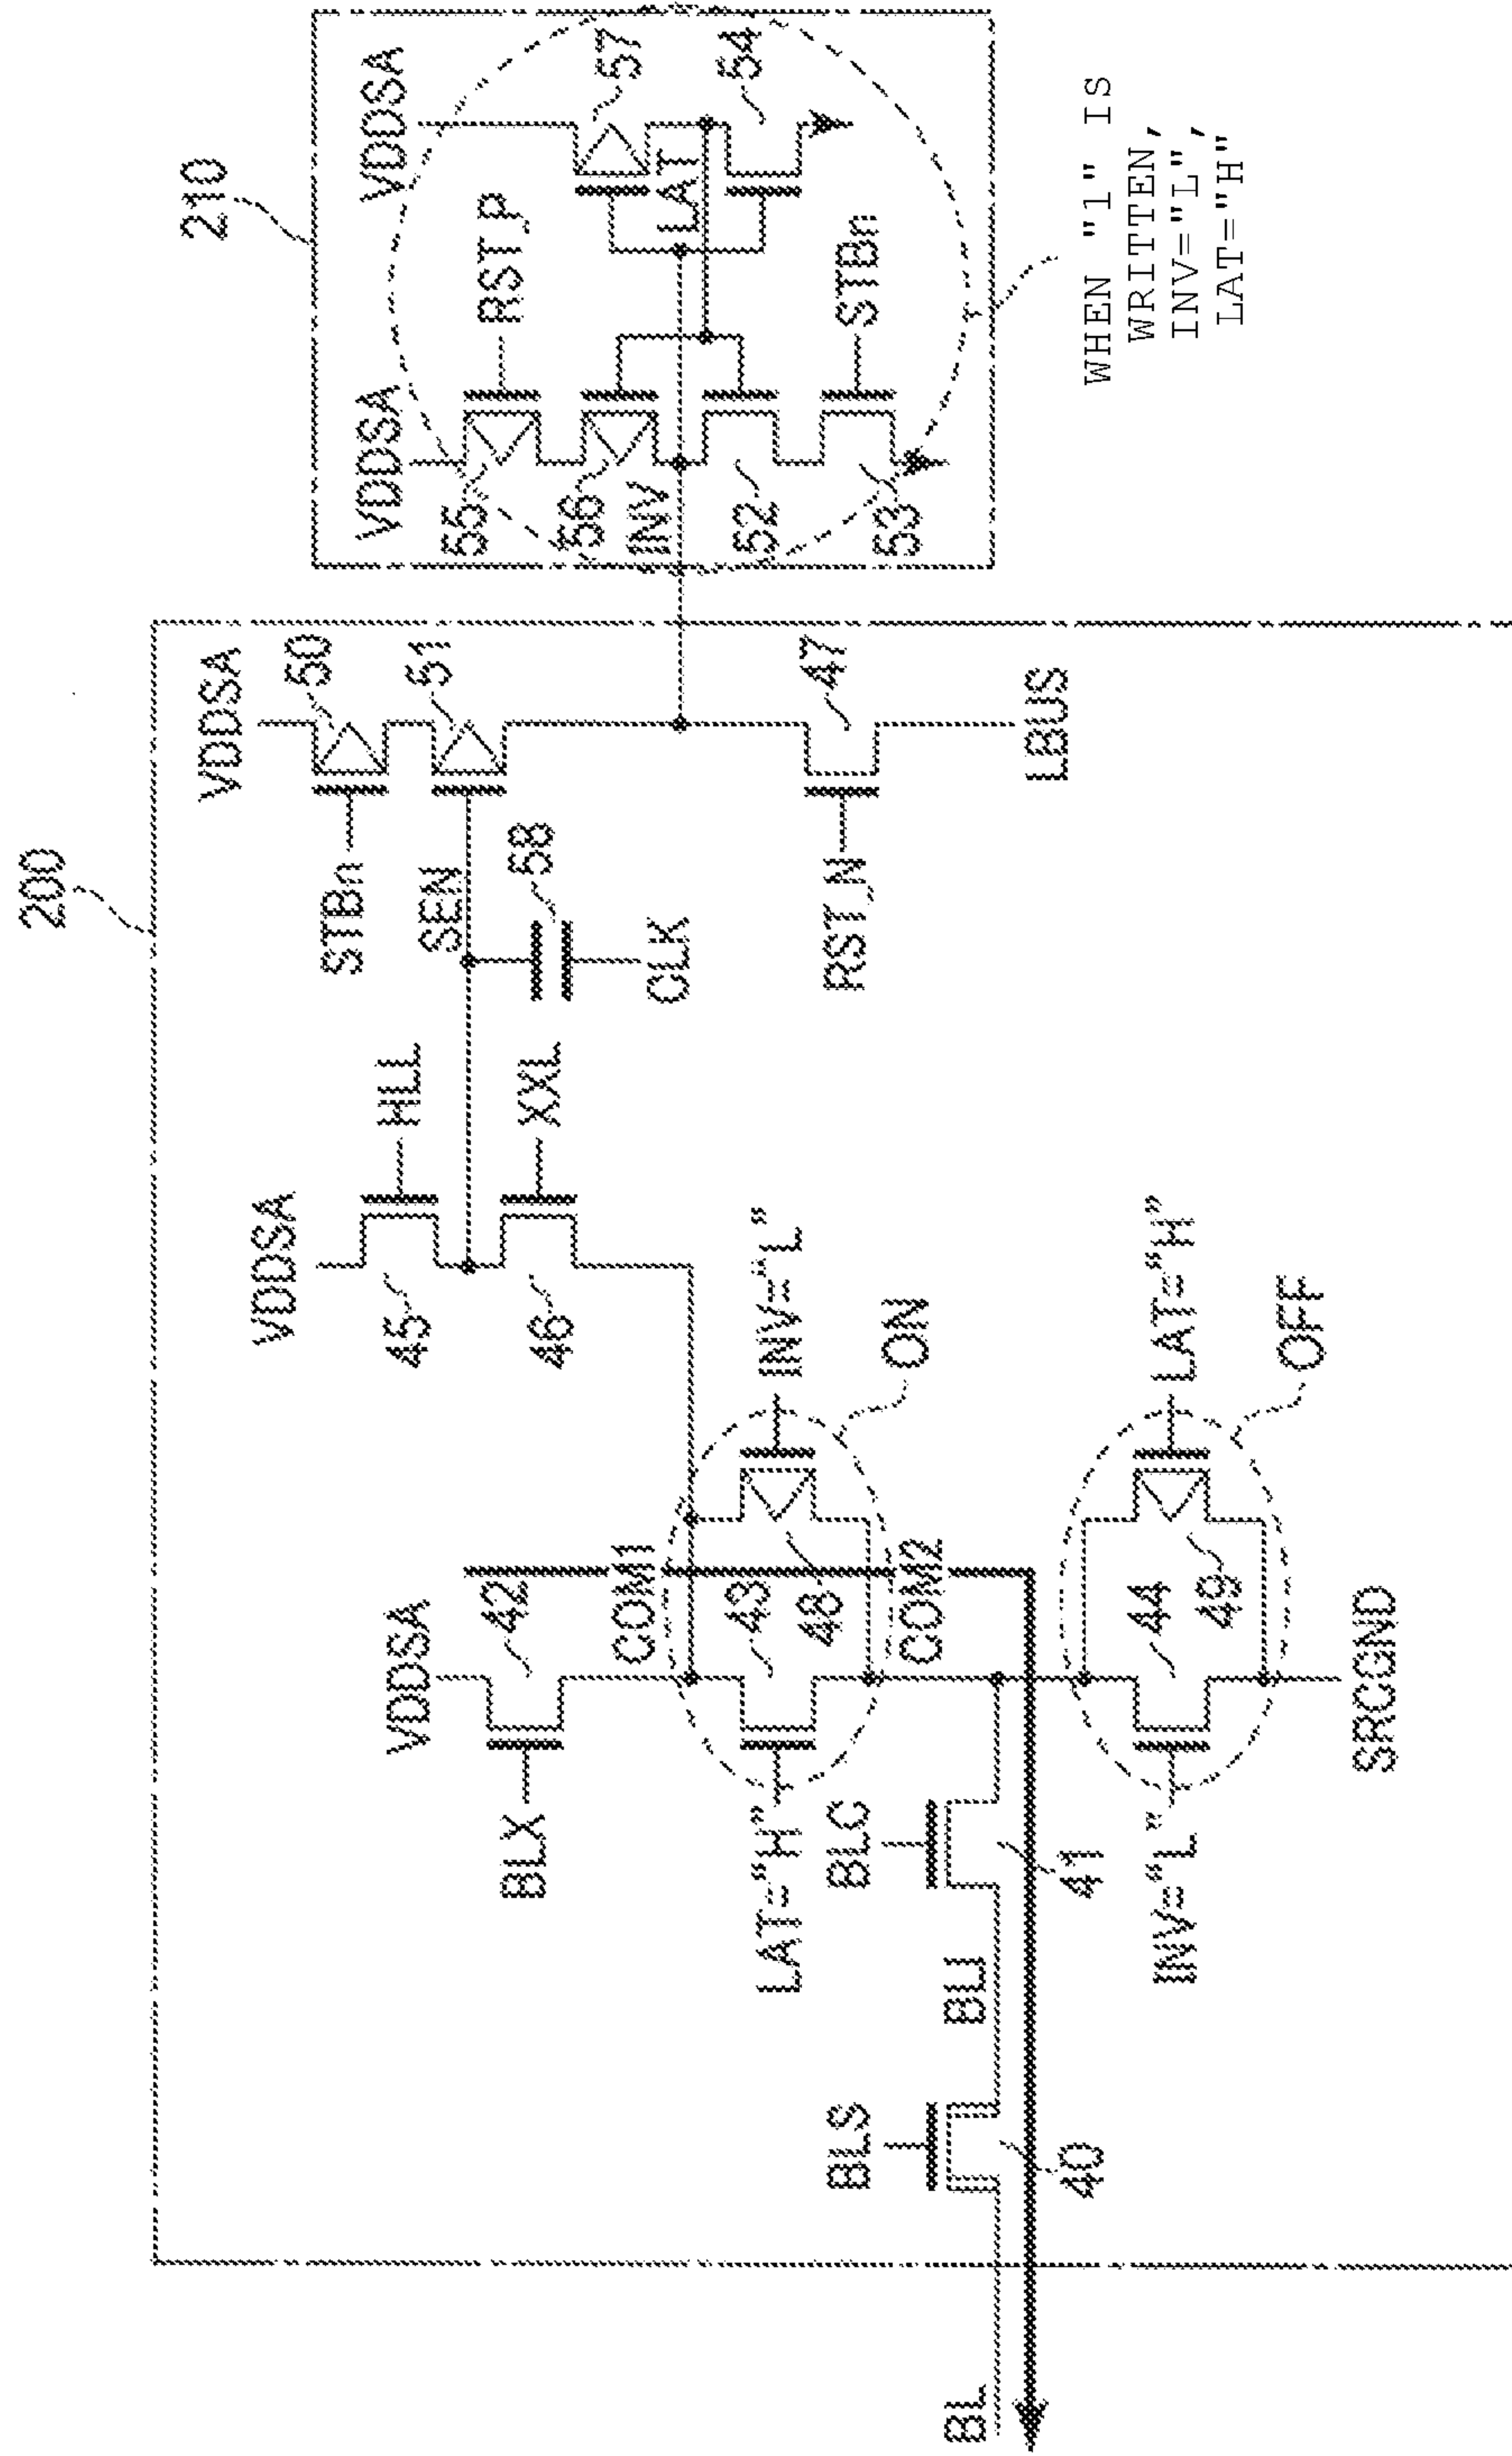 200
210
VDDSA
50
STBn
51
SEN
58
CLK
47
RST_N
LBUS
VDDSA
55
RST_P
56
INV
52
53
STBn
VDDSA
57
LAT
54
WHEN "1" IS
WRITTEN,
INV="L",
LAT="H"
VDDSA
HLL
45
XXL
46
VDDSA
BLX
42
COM1
43
48
LAT="H"
INV="L"
ON
COM2
BLC
41
BLI
BLS
40
BL
44
49
INV="L"
LAT="H"
OFF
SRCGND